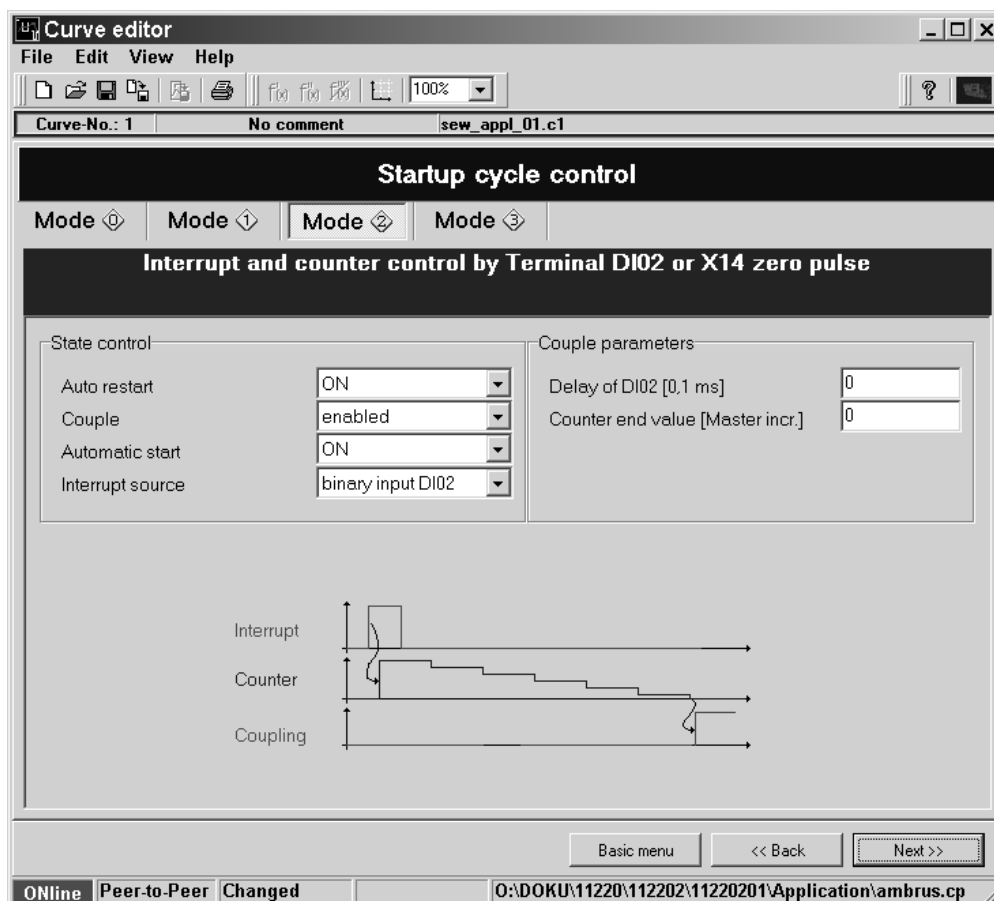 Curve editor
File Edit View Help
f(x) f'(x) f''(x) 100% ?
Curve-No.: 1 No comment sew_appl_01.c1
Startup cycle control
Mode 0 Mode 1 Mode 2 Mode 3
Interrupt and counter control by Terminal DI02 or X14 zero pulse
State control
Auto restart ON
Couple enabled
Automatic start ON
Interrupt source binary input DI02
Couple parameters
Delay of DI02 [0,1 ms] 0
Counter end value [Master incr.] 0
Interrupt
Counter
Coupling
Basic menu << Back Next >>
ONline Peer-to-Peer Changed O:\DOKU\11220\112202\11220201\Application\ambrus.cp